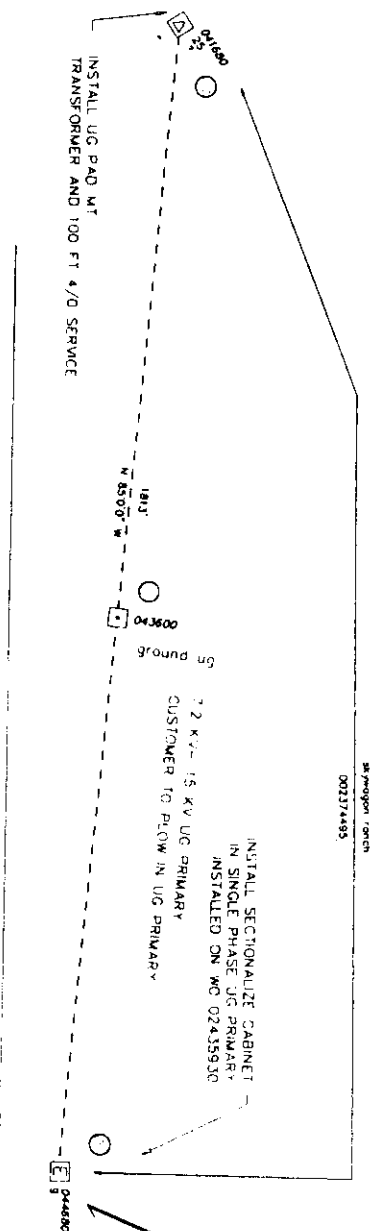 skywagon ranch
002374495
041680
25
INSTALL UG PAD MT
TRANSFORMER AND 100 FT 4/0 SERVICE
1813'
N 85'0'0" W
043600
ground ug
7.2 KV- 15 KV UG PRIMARY
CUSTOMER TO PLOW IN UG PRIMARY
INSTALL SECTIONALIZE CABINET
IN SINGLE PHASE UG PRIMARY
INSTALLED ON WO 02435930
E
9